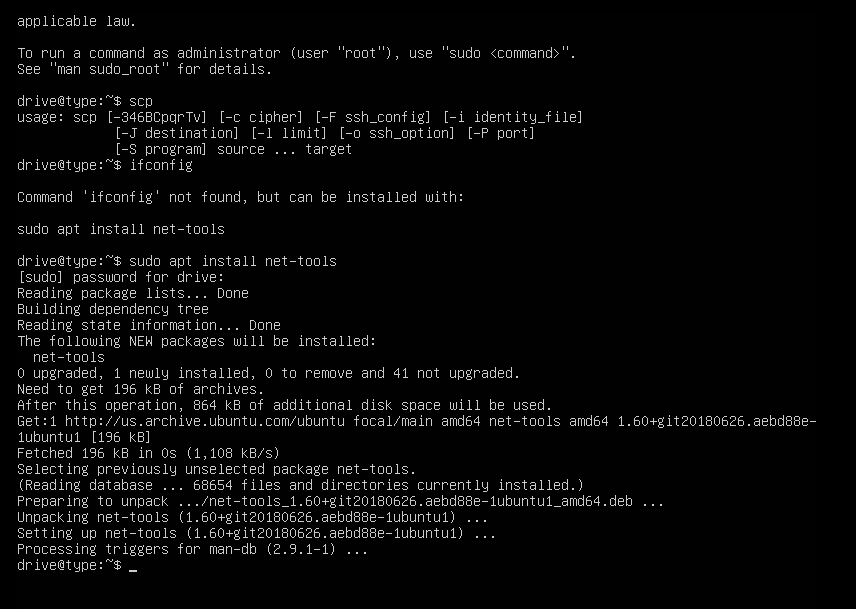 applicable law.
To run a command as administrator (user "root"), use "sudo <command>".
See "man sudo_root" for details.
drive@type:~$ scp
usage: scp [-346BCpqrTv] [-c cipher] [-F ssh_config] [-i identity_file]
            [-J destination] [-l limit] [-o ssh_option] [-P port]
            [-S program] source ... target
drive@type:~$ ifconfig
Command 'ifconfig' not found, but can be installed with:
sudo apt install net-tools
drive@type:~$ sudo apt install net-tools
[sudo] password for drive:
Reading package lists... Done
Building dependency tree
Reading state information... Done
The following NEW packages will be installed:
  net-tools
0 upgraded, 1 newly installed, 0 to remove and 41 not upgraded.
Need to get 196 kB of archives.
After this operation, 864 kB of additional disk space will be used.
Get:1 http://us.archive.ubuntu.com/ubuntu focal/main amd64 net-tools amd64 1.60+git20180626.aebd88e-
1ubuntu1 [196 kB]
Fetched 196 kB in 0s (1,108 kB/s)
Selecting previously unselected package net-tools.
(Reading database ... 68654 files and directories currently installed.)
Preparing to unpack .../net-tools_1.60+git20180626.aebd88e-1ubuntu1_amd64.deb ...
Unpacking net-tools (1.60+git20180626.aebd88e-1ubuntu1) ...
Setting up net-tools (1.60+git20180626.aebd88e-1ubuntu1) ...
Processing triggers for man-db (2.9.1-1) ...
drive@type:~$ _